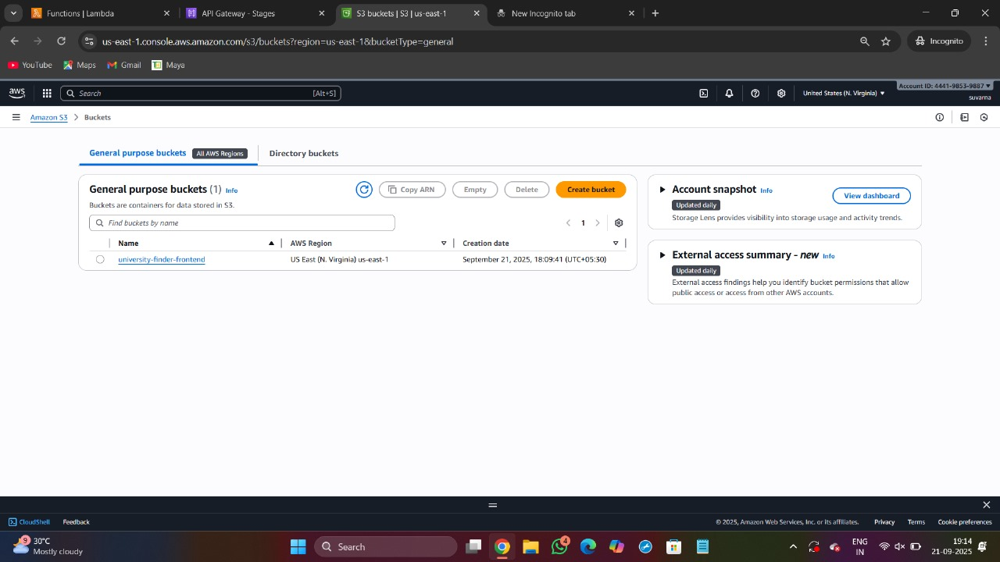 Functions | Lambda
API Gateway - Stages
S3 buckets | S3 | us-east-1
New Incognito tab
us-east-1.console.aws.amazon.com/s3/buckets?region=us-east-1&bucketType=general
Incognito
YouTube
Maps
Gmail
Maya
aws
Search
[Alt+S]
United States (N. Virginia)
Account ID: 4441-9853-9887
suvarna
Amazon S3
Buckets
General purpose buckets
All AWS Regions
Directory buckets
General purpose buckets (1) Info
Copy ARN
Empty
Delete
Create bucket
Buckets are containers for data stored in S3.
Find buckets by name
1
Name
AWS Region
Creation date
university-finder-frontend
US East (N. Virginia) us-east-1
September 21, 2025, 18:09:41 (UTC+05:30)
Account snapshot Info
View dashboard
Updated daily
Storage Lens provides visibility into storage usage and activity trends.
External access summary - new Info
Updated daily
External access findings help you identify bucket permissions that allow
public access or access from other AWS accounts.
CloudShell
Feedback
© 2025, Amazon Web Services, Inc. or its affiliates.
Privacy
Terms
Cookie preferences
9
30°C
Mostly cloudy
Search
4
ENG
IN
19:14
21-09-2025